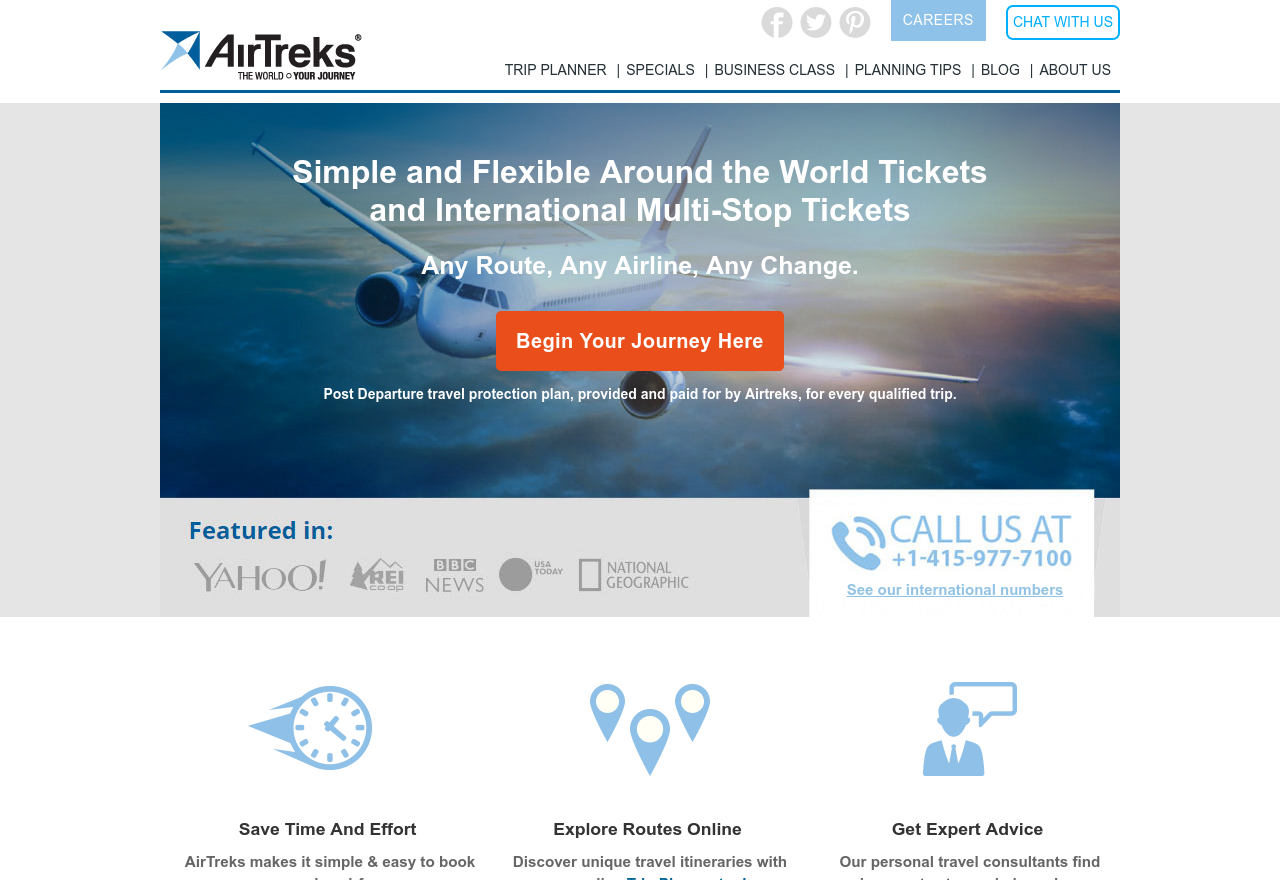 CAREERS
CHAT WITH US
AirTreks®
THE WORLD YOUR JOURNEY
TRIP PLANNER | SPECIALS | BUSINESS CLASS | PLANNING TIPS | BLOG | ABOUT US
Simple and Flexible Around the World Tickets
and International Multi-Stop Tickets
Any Route, Any Airline, Any Change.
Begin Your Journey Here
Post Departure travel protection plan, provided and paid for by Airtreks, for every qualified trip.
Featured in:
YAHOO!
REI
CO·OP
BBC
NEWS
USA
TODAY
NATIONAL
GEOGRAPHIC
CALL US AT
+1-415-977-7100
See our international numbers
Save Time And Effort
AirTreks makes it simple & easy to book
Explore Routes Online
Discover unique travel itineraries with
Get Expert Advice
Our personal travel consultants find